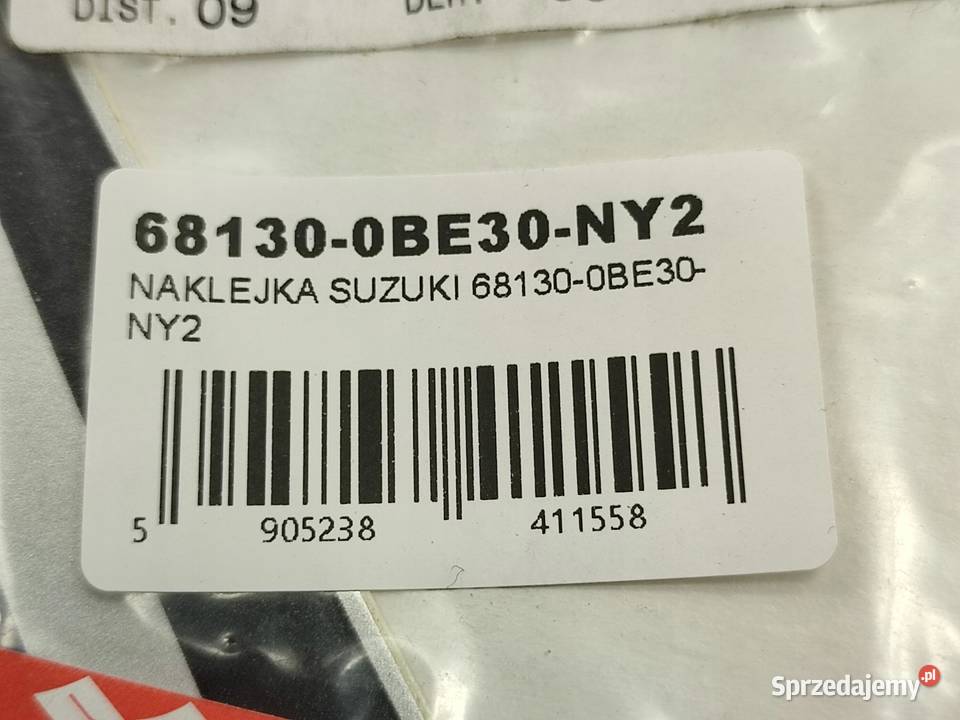 DIST. 09
68130-0BE30-NY2
NAKLEJKA SUZUKI 68130-0BE30-
NY2
5 905238 411558
Sprzedajemy.pl